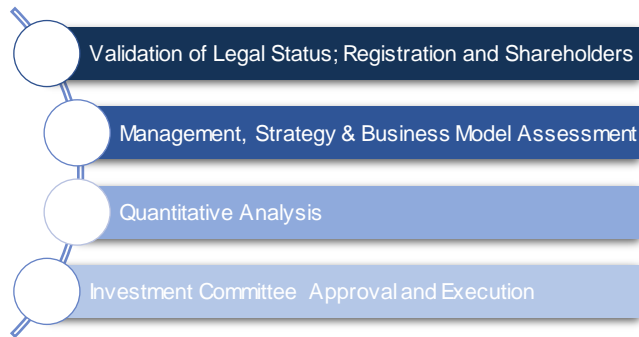 Validation of Legal Status; Registration and Shareholders
Management, Strategy & Business Model Assessment
Quantitative Analysis
Investment Committee Approval and Execution